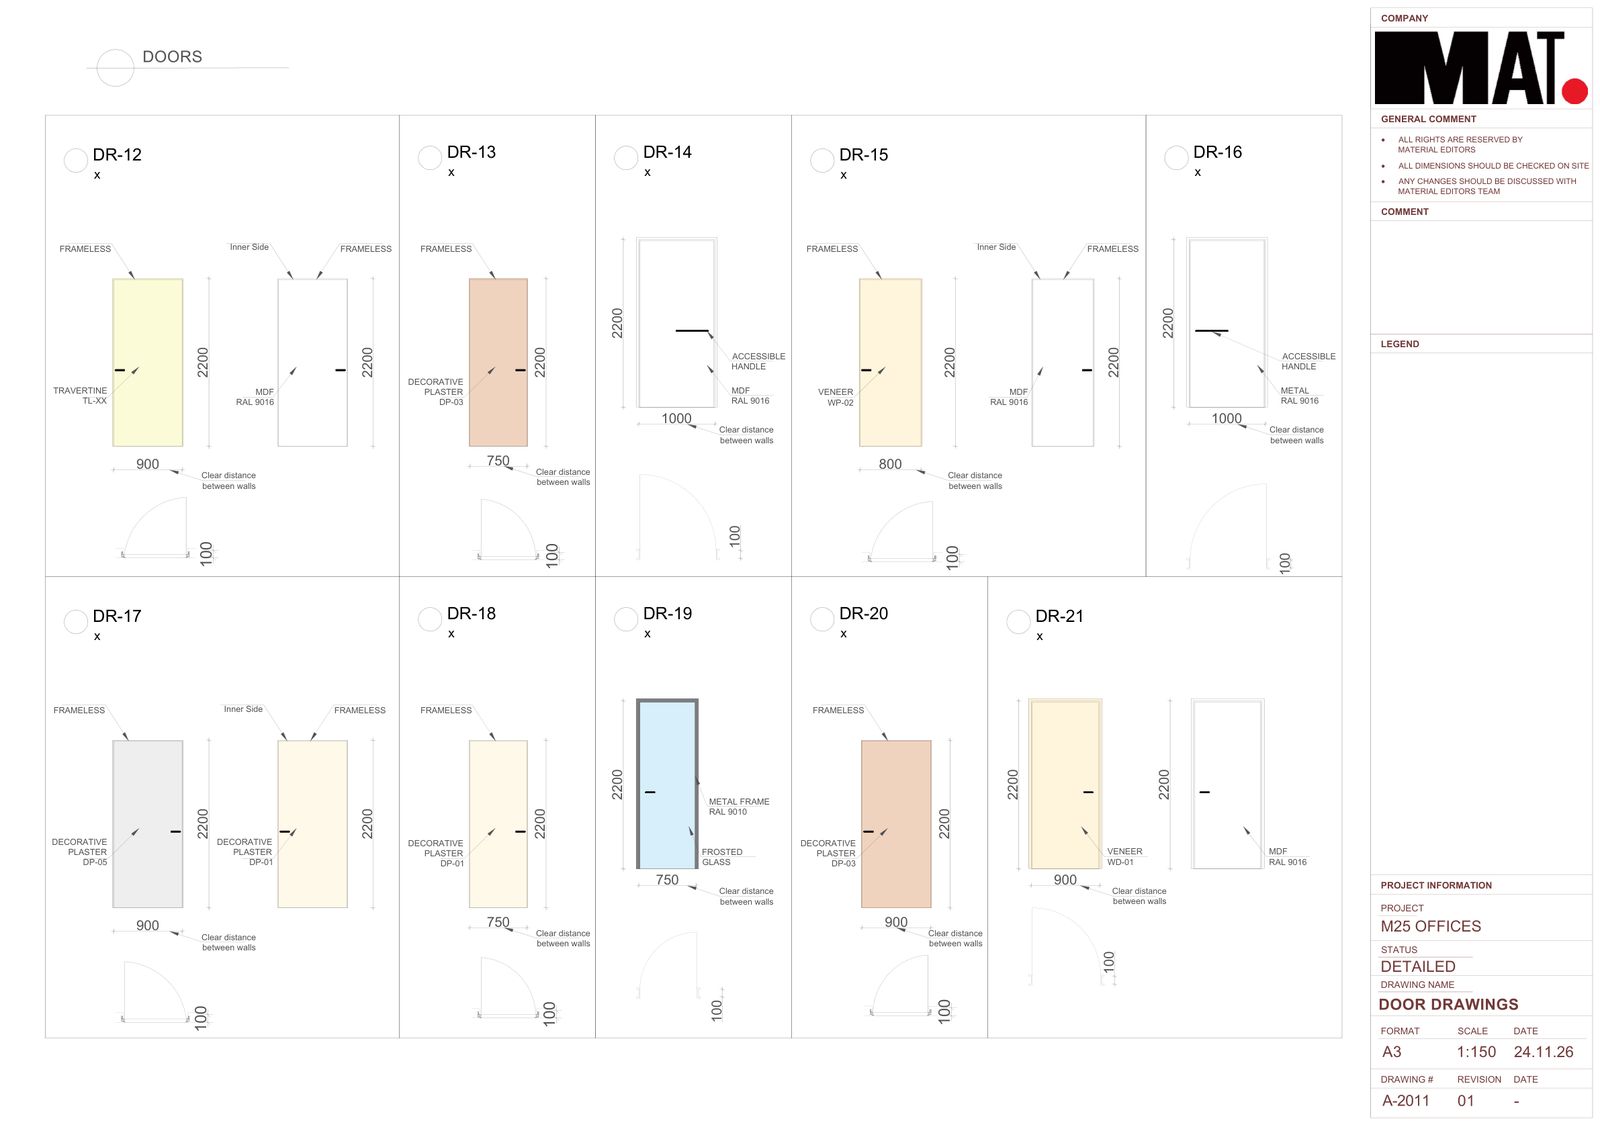 DOORS
DR-12
x
FRAMELESS
Inner Side
FRAMELESS
2200
2200
TRAVERTINE
TL-XX
MDF
RAL 9016
900
Clear distance
between walls
100
DR-13
x
FRAMELESS
2200
DECORATIVE
PLASTER
DP-03
750
Clear distance
between walls
100
DR-14
x
2200
ACCESSIBLE
HANDLE
MDF
RAL 9016
1000
Clear distance
between walls
100
DR-15
x
FRAMELESS
Inner Side
FRAMELESS
2200
2200
VENEER
WP-02
MDF
RAL 9016
800
Clear distance
between walls
100
DR-16
x
2200
ACCESSIBLE
HANDLE
METAL
RAL 9016
1000
Clear distance
between walls
100
DR-17
x
FRAMELESS
Inner Side
FRAMELESS
2200
2200
DECORATIVE
PLASTER
DP-05
DECORATIVE
PLASTER
DP-01
900
Clear distance
between walls
100
DR-18
x
FRAMELESS
2200
DECORATIVE
PLASTER
DP-01
750
Clear distance
between walls
100
DR-19
x
2200
METAL FRAME
RAL 9010
FROSTED
GLASS
750
Clear distance
between walls
100
DR-20
x
FRAMELESS
2200
DECORATIVE
PLASTER
DP-03
900
Clear distance
between walls
100
DR-21
x
2200
2200
VENEER
WD-01
MDF
RAL 9016
900
Clear distance
between walls
100
COMPANY
MAT.
GENERAL COMMENT
• ALL RIGHTS ARE RESERVED BY
MATERIAL EDITORS
• ALL DIMENSIONS SHOULD BE CHECKED ON SITE
• ANY CHANGES SHOULD BE DISCUSSED WITH
MATERIAL EDITORS TEAM
COMMENT
LEGEND
PROJECT INFORMATION
PROJECT
M25 OFFICES
STATUS
DETAILED
DRAWING NAME
DOOR DRAWINGS
FORMAT SCALE DATE
A3 1:150 24.11.26
DRAWING # REVISION DATE
A-2011 01 -